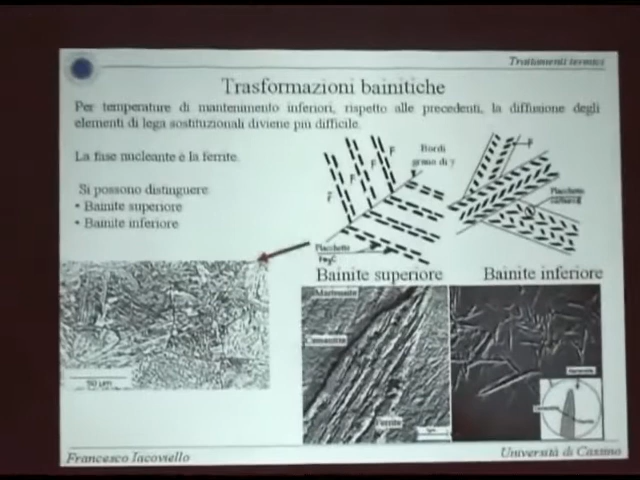 Trattamenti termici
Trasformazioni bainitiche
Per temperature di mantenimento inferiori, rispetto alle precedenti, la diffusione degli
elementi di lega sostituzionali diviene più difficile.
La fase nucleante è la ferrite.
Si possono distinguere
• Bainite superiore
• Bainite inferiore
Bordi
grano di γ
F
F
F
F
F
Placchette
Fe₃C
Placchette
Bainite superiore
Bainite inferiore
Martensite
Cementite
Ferrite
50 μm
Francesco Iacoviello
Università di Cassino